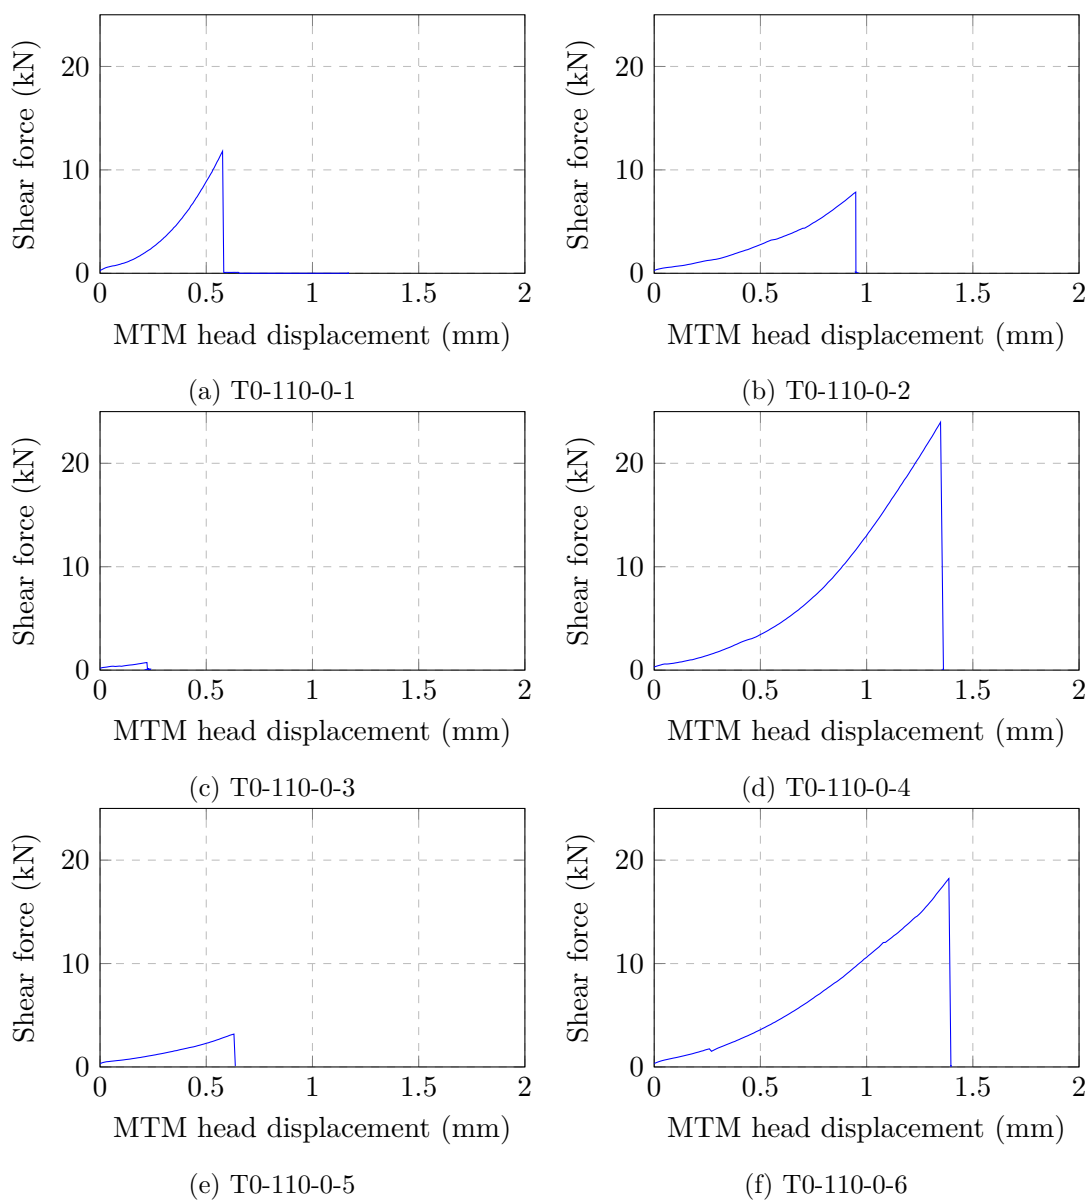 20
10
0
0 0.5 1 1.5 2
Shear force (kN)
MTM head displacement (mm)
(a) T0-110-0-1
20
10
0
0 0.5 1 1.5 2
Shear force (kN)
MTM head displacement (mm)
(b) T0-110-0-2
20
10
0
0 0.5 1 1.5 2
Shear force (kN)
MTM head displacement (mm)
(c) T0-110-0-3
20
10
0
0 0.5 1 1.5 2
Shear force (kN)
MTM head displacement (mm)
(d) T0-110-0-4
20
10
0
0 0.5 1 1.5 2
Shear force (kN)
MTM head displacement (mm)
(e) T0-110-0-5
20
10
0
0 0.5 1 1.5 2
Shear force (kN)
MTM head displacement (mm)
(f) T0-110-0-6